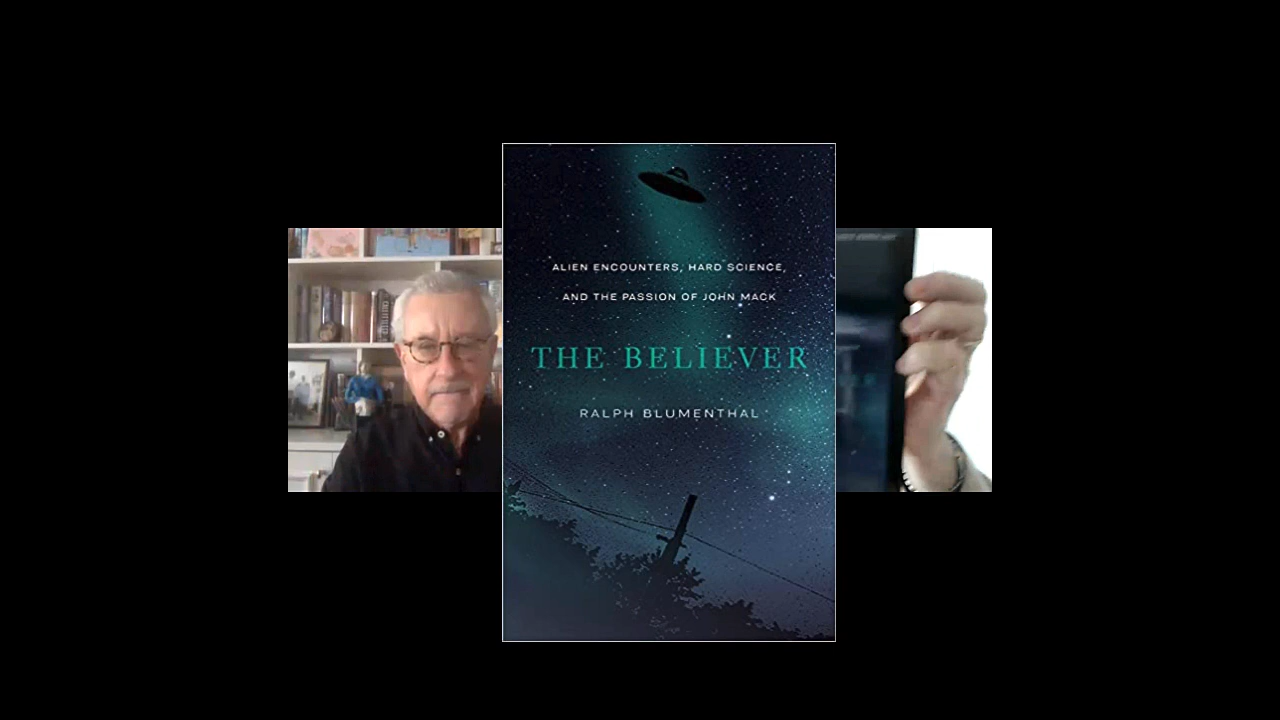 ALIEN ENCOUNTERS, HARD SCIENCE,
AND THE PASSION OF JOHN MACK
THE BELIEVER
RALPH BLUMENTHAL